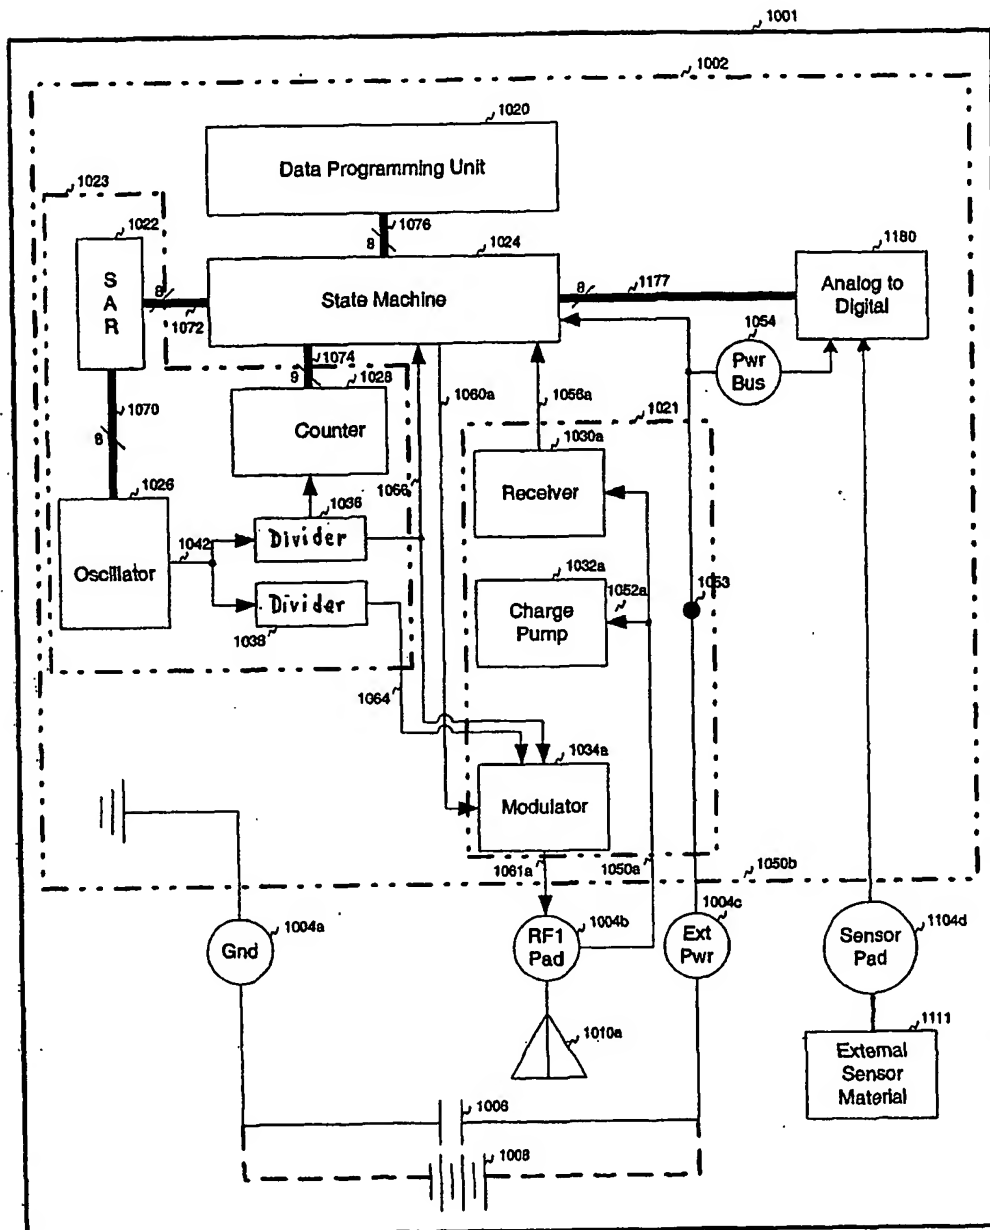 1001
1002
1020
Data Programming Unit
1023
1022
8
1076
1024
1180
S
A
R
8
1072
State Machine
8
1177
Analog to
Digital
1054
Pwr
Bus
1074
9
1028
1060a
1056a
1021
1070
8
Counter
1030a
Receiver
1066
1026
1036
1042
Divider
Oscillator
1032a
1052a
1053
Charge
Pump
Divider
1038
1064
1034a
Modulator
1061a
1050a
1050b
1004a
Gnd
1004b
RF1
Pad
1004c
Ext
Pwr
1104d
Sensor
Pad
1010a
1111
External
Sensor
Material
1006
1008